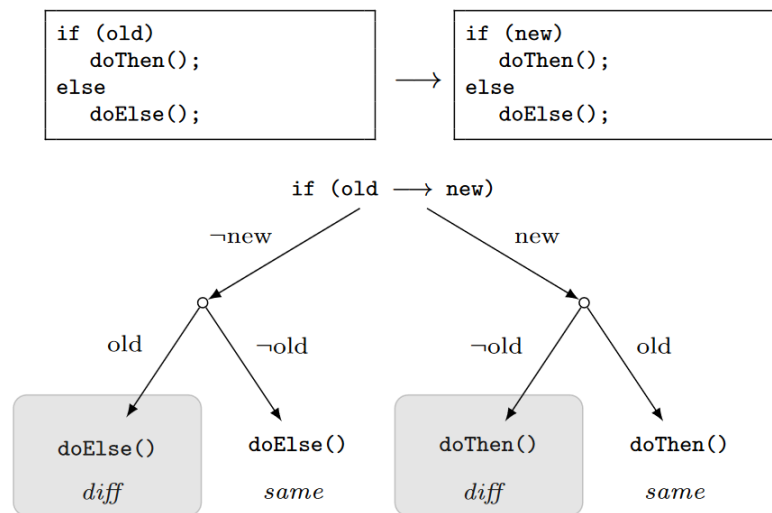 if (old)
doThen();
else
doElse();
⟶
if (new)
doThen();
else
doElse();
if (old ⟶ new)
¬new
new
old
¬old
¬old
old
doElse()
doElse()
doThen()
doThen()
diff
same
diff
same